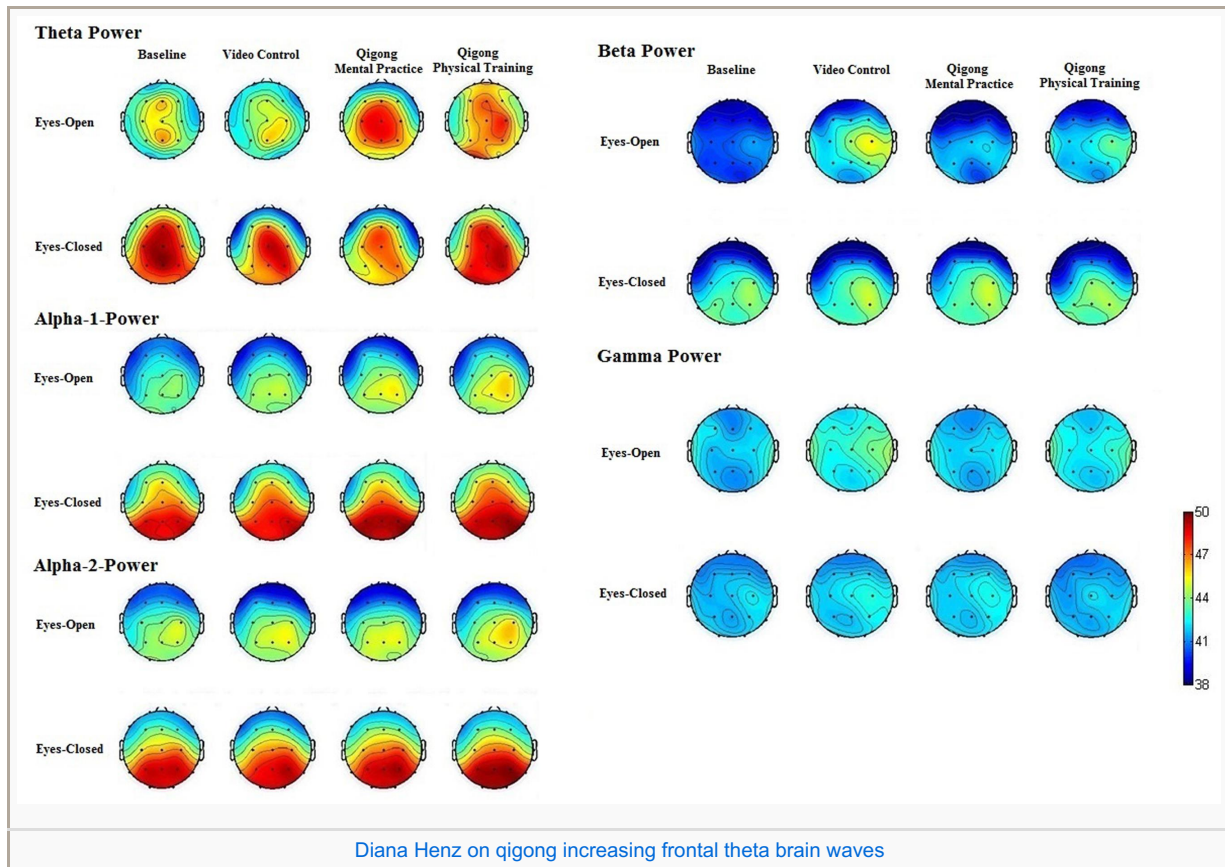 Theta Power
Baseline
Video Control
Qigong
Mental Practice
Qigong
Physical Training
Eyes-Open
Eyes-Closed
Alpha-1-Power
Eyes-Open
Eyes-Closed
Alpha-2-Power
Eyes-Open
Eyes-Closed
Beta Power
Baseline
Video Control
Qigong
Mental Practice
Qigong
Physical Training
Eyes-Open
Eyes-Closed
Gamma Power
Eyes-Open
Eyes-Closed
50
47
44
41
38
Diana Henz on qigong increasing frontal theta brain waves